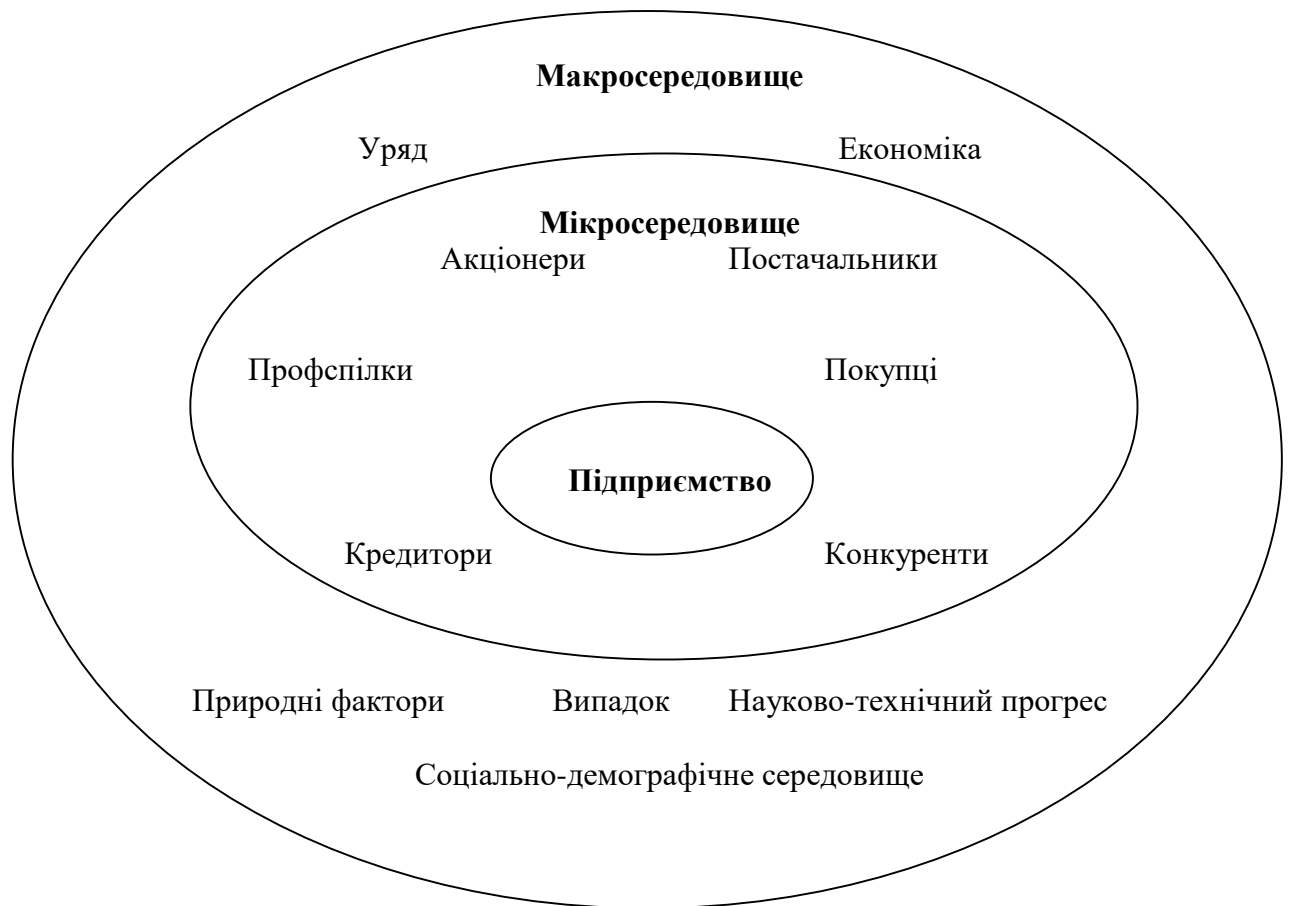 Макросередовище
Уряд Економіка
Мікросередовище
Акціонери Постачальники
Профспілки Покупці
Підприємство
Кредитори Конкуренти
Природні фактори Випадок Науково-технічний прогрес
Соціально-демографічне середовище